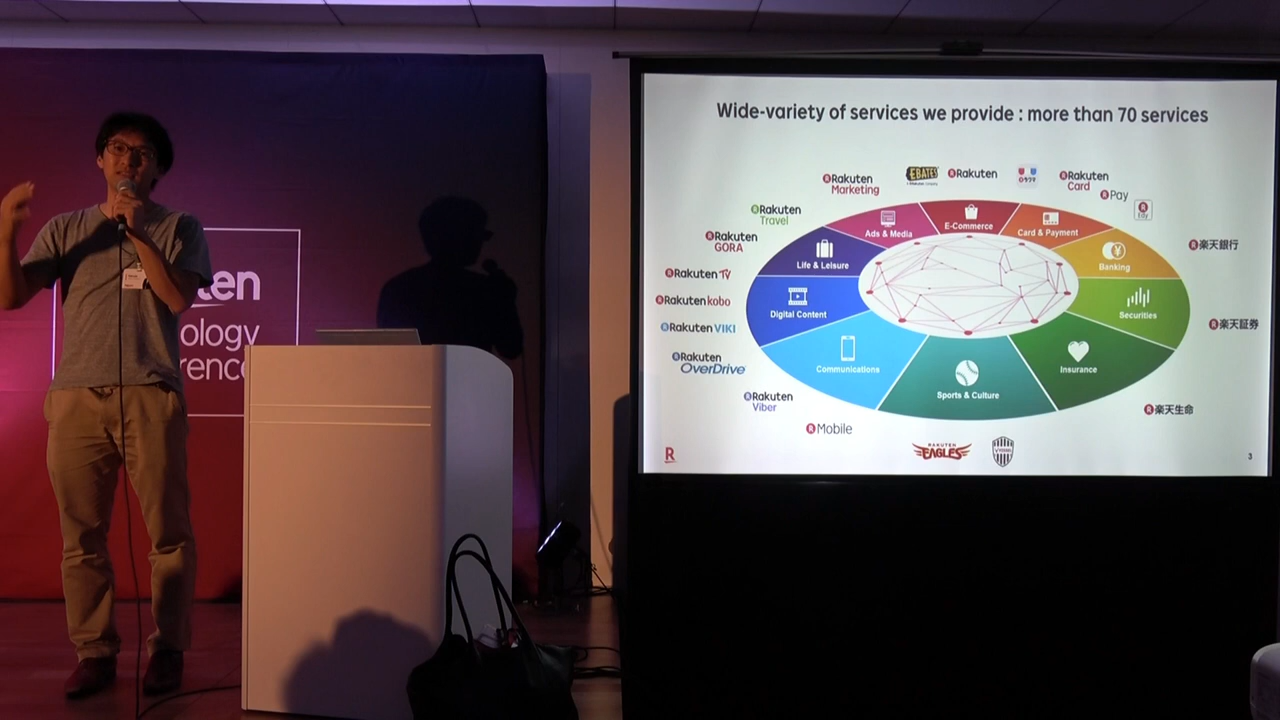 Wide-variety of services we provide : more than 70 services
Rakuten
Marketing
EBATES
Rakuten
Rakuten
Card
Pay
Edy
Rakuten
Travel
Rakuten
GORA
Rakuten TV
Rakuten kobo
Rakuten VIKI
Rakuten
OverDrive
Rakuten
Viber
Mobile
RAKUTEN
EAGLES
楽天銀行
楽天証券
楽天生命
Ads & Media
E-Commerce
Card & Payment
Banking
Securities
Insurance
Sports & Culture
Communications
Digital Content
Life & Leisure
R
3
ten
ology
erenc